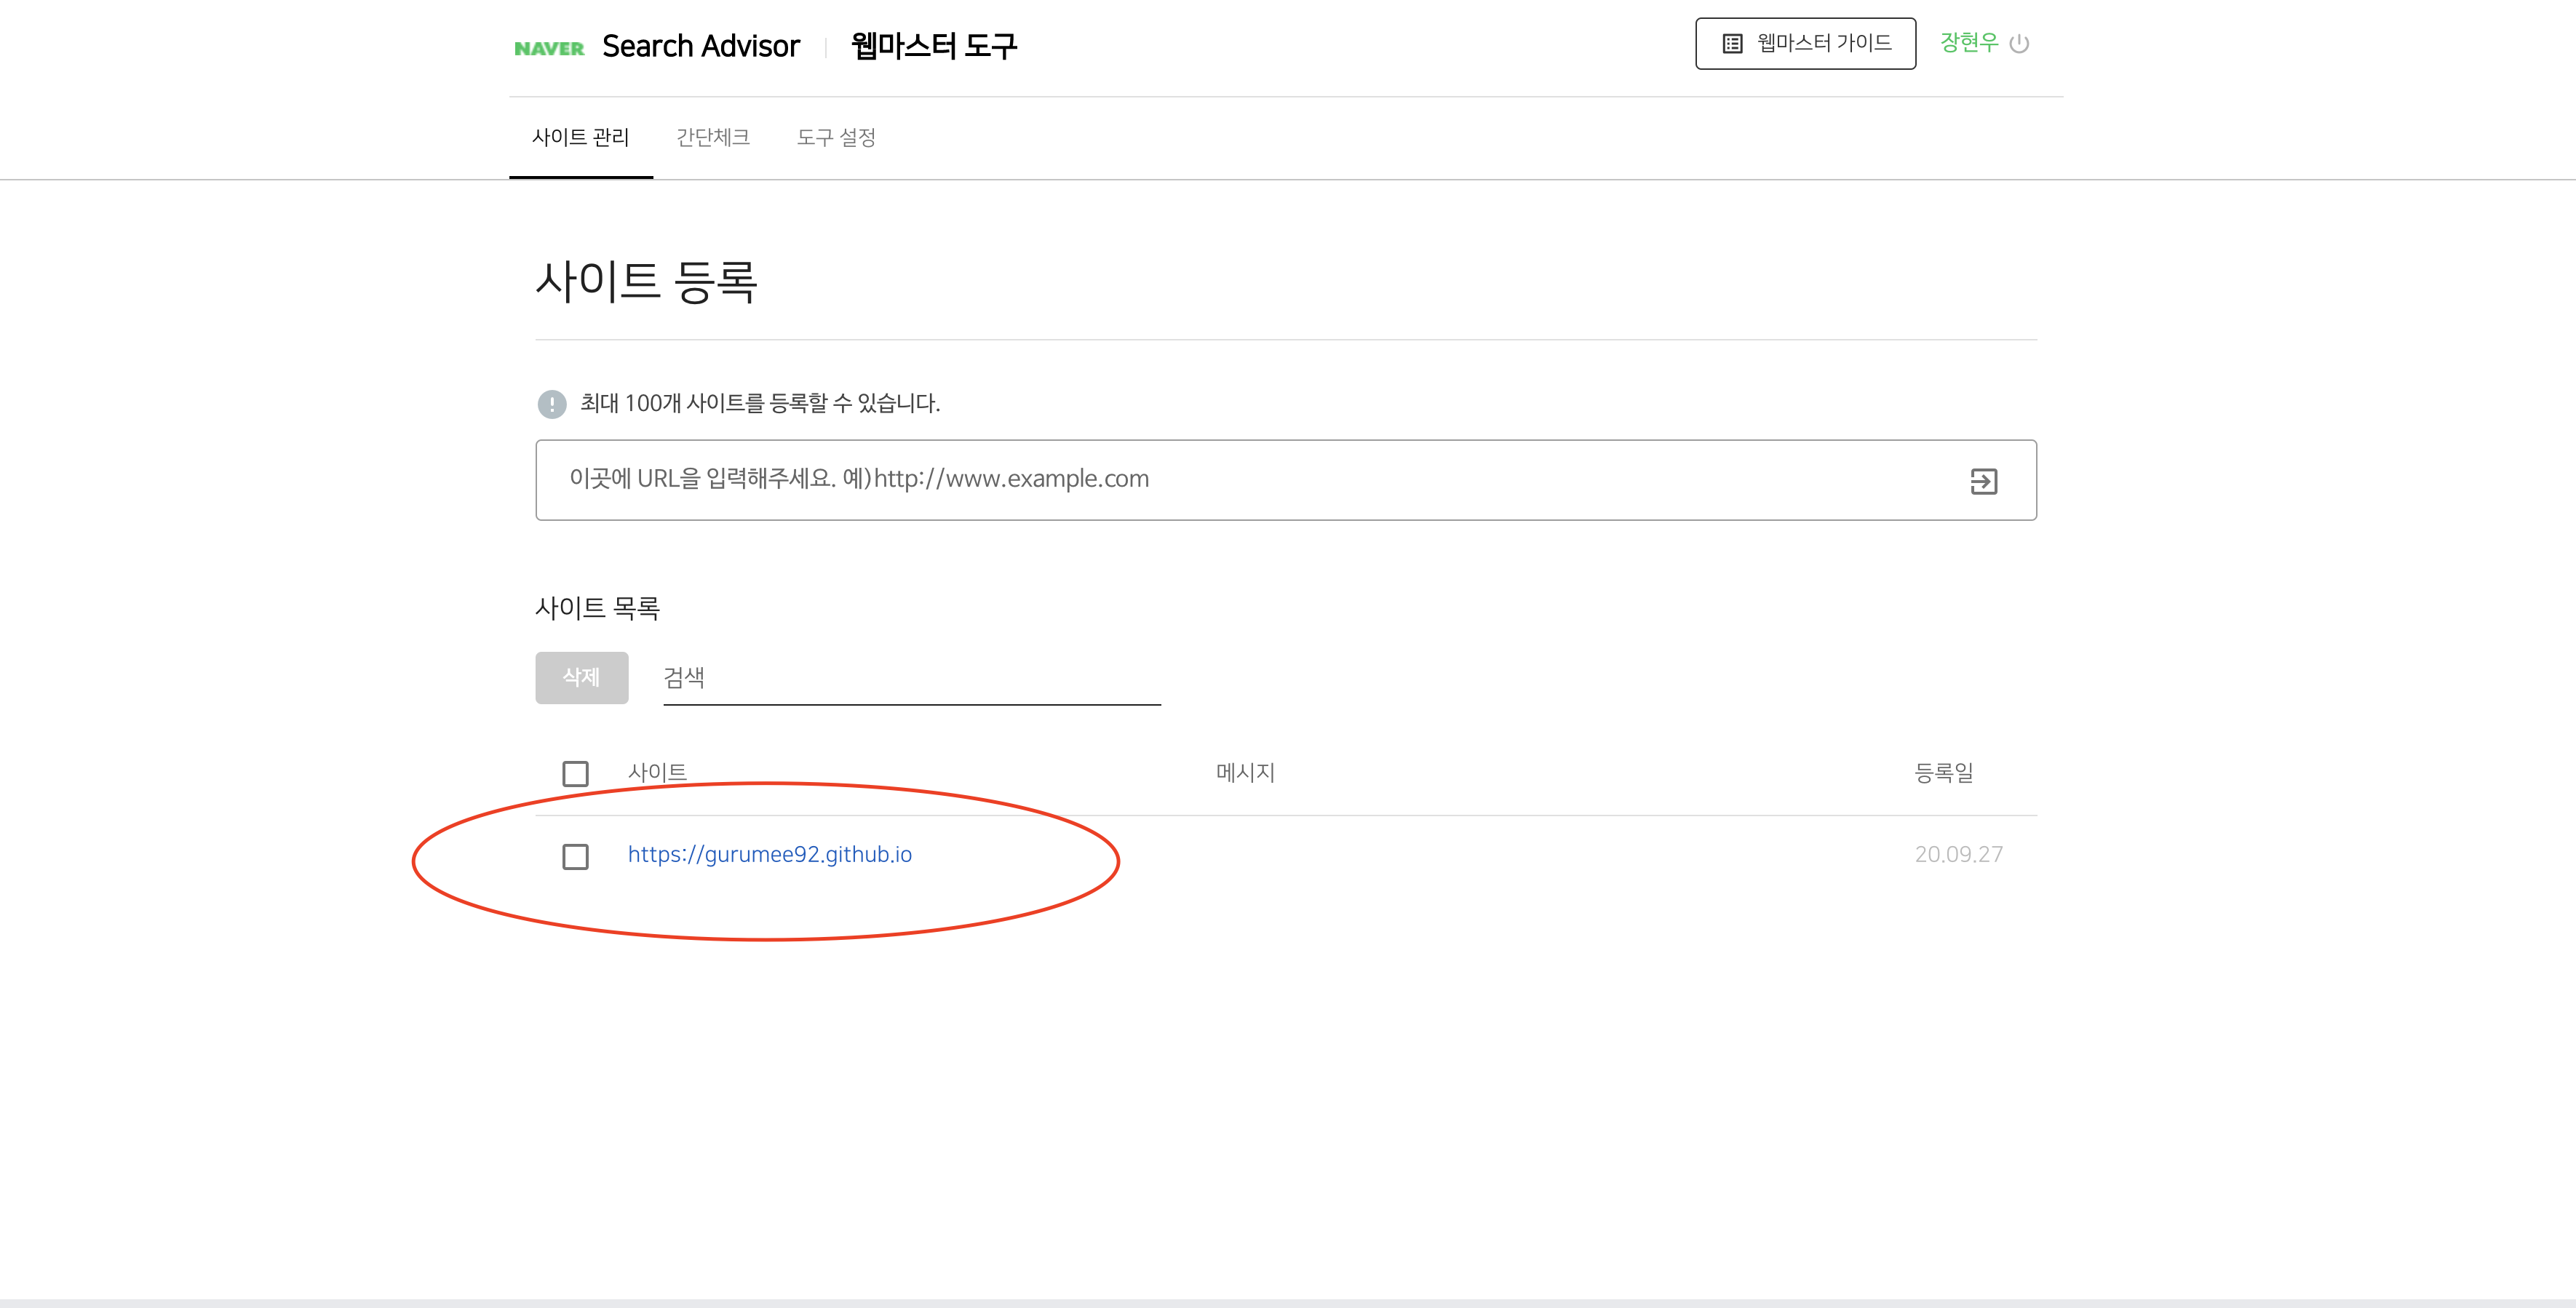 NAVER Search Advisor 웹마스터 도구 웹마스터 가이드 장현우
사이트 관리 간단체크 도구 설정
사이트 등록
최대 100개 사이트를 등록할 수 있습니다.
이곳에 URL을 입력해주세요. 예)http://www.example.com
사이트 목록
삭제 검색
사이트 메시지 등록일
https://gurumee92.github.io 20.09.27